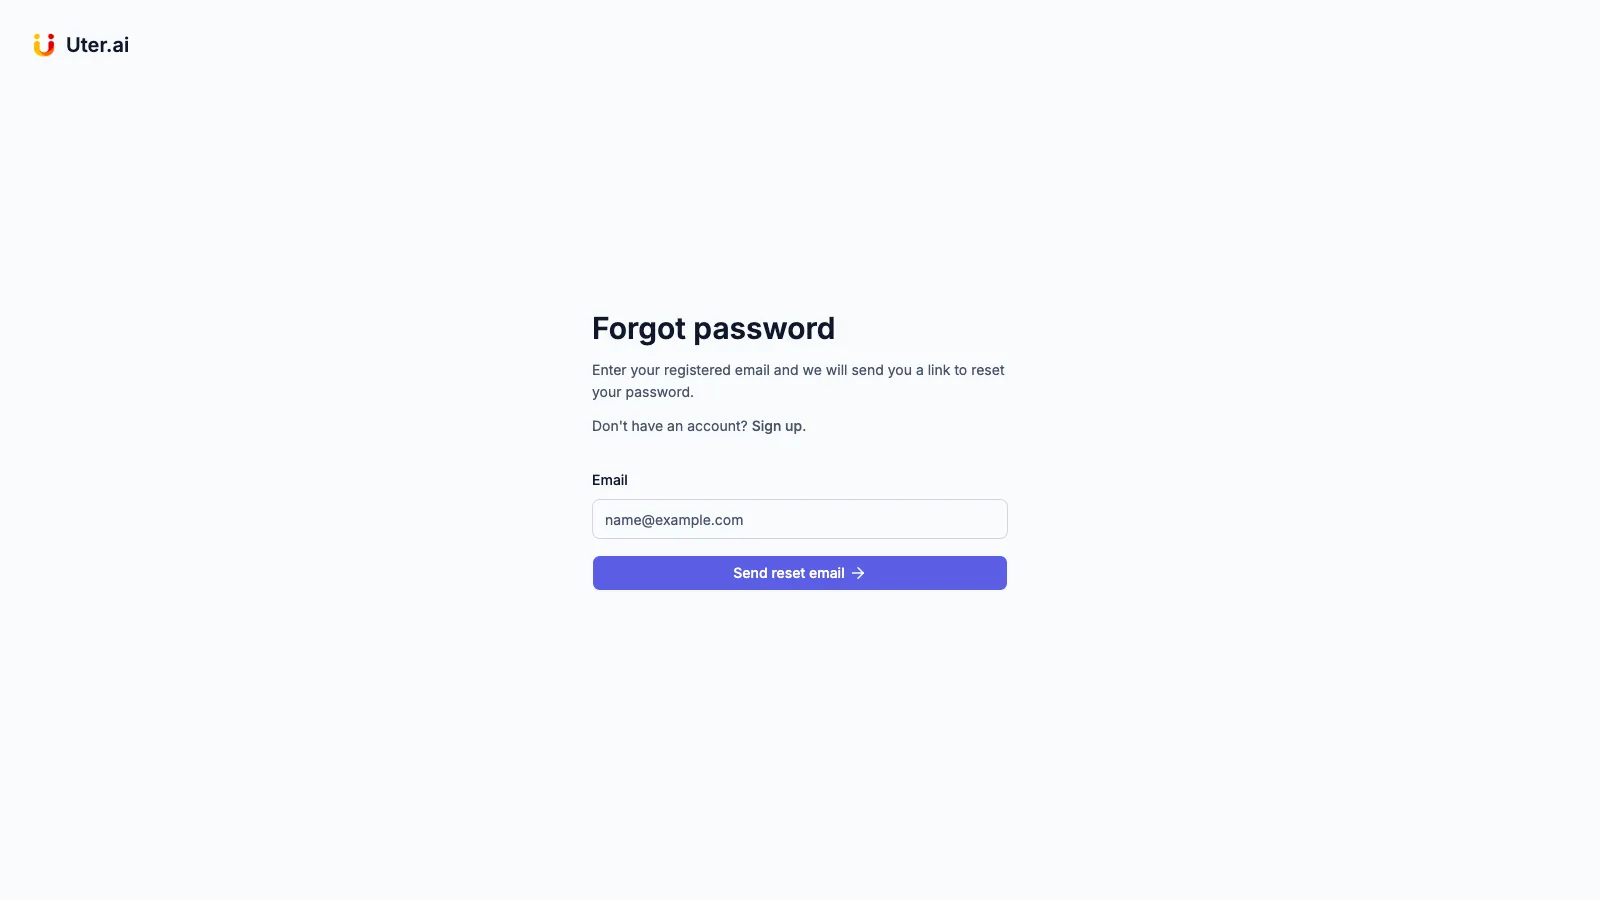 Uter.ai
Forgot password
Enter your registered email and we will send you a link to reset
your password.
Don't have an account? Sign up.
Email
name@example.com
Send reset email →